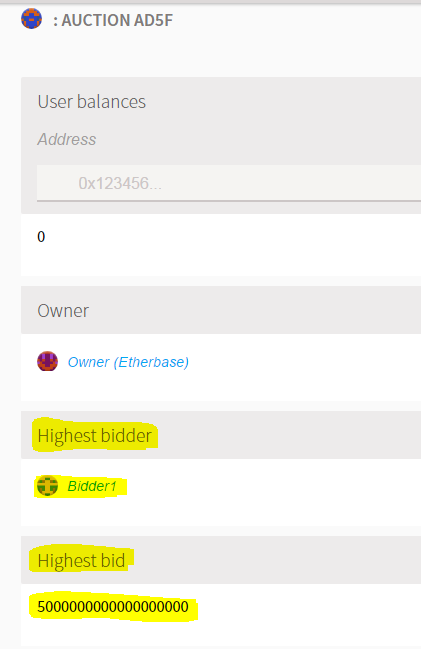 : AUCTION AD5F
User balances
Address
0x123456...
0
Owner
Owner (Etherbase)
Highest bidder
Bidder1
Highest bid
5000000000000000000